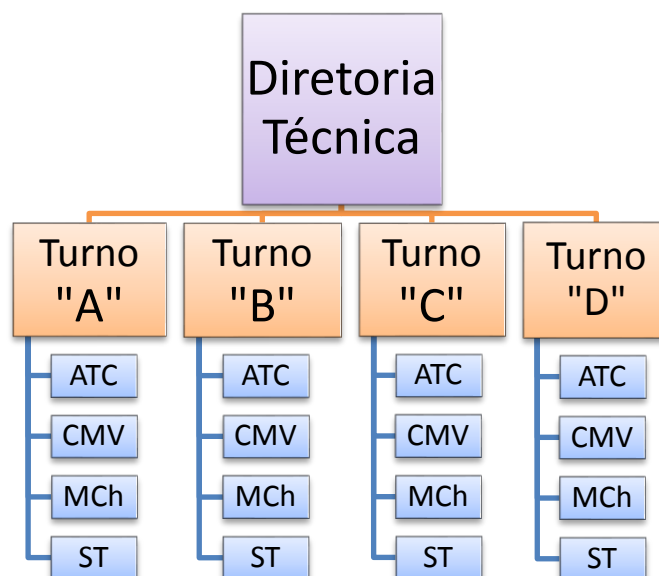 Diretoria
Técnica
Turno
"A"
ATC
CMV
MCh
ST
Turno
"B"
ATC
CMV
MCh
ST
Turno
"C"
ATC
CMV
MCh
ST
Turno
"D"
ATC
CMV
MCh
ST